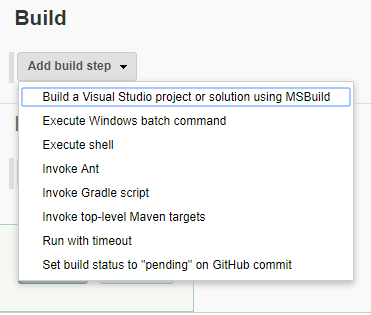 Build
Add build step
Build a Visual Studio project or solution using MSBuild
Execute Windows batch command
Execute shell
Invoke Ant
Invoke Gradle script
Invoke top-level Maven targets
Run with timeout
Set build status to "pending" on GitHub commit